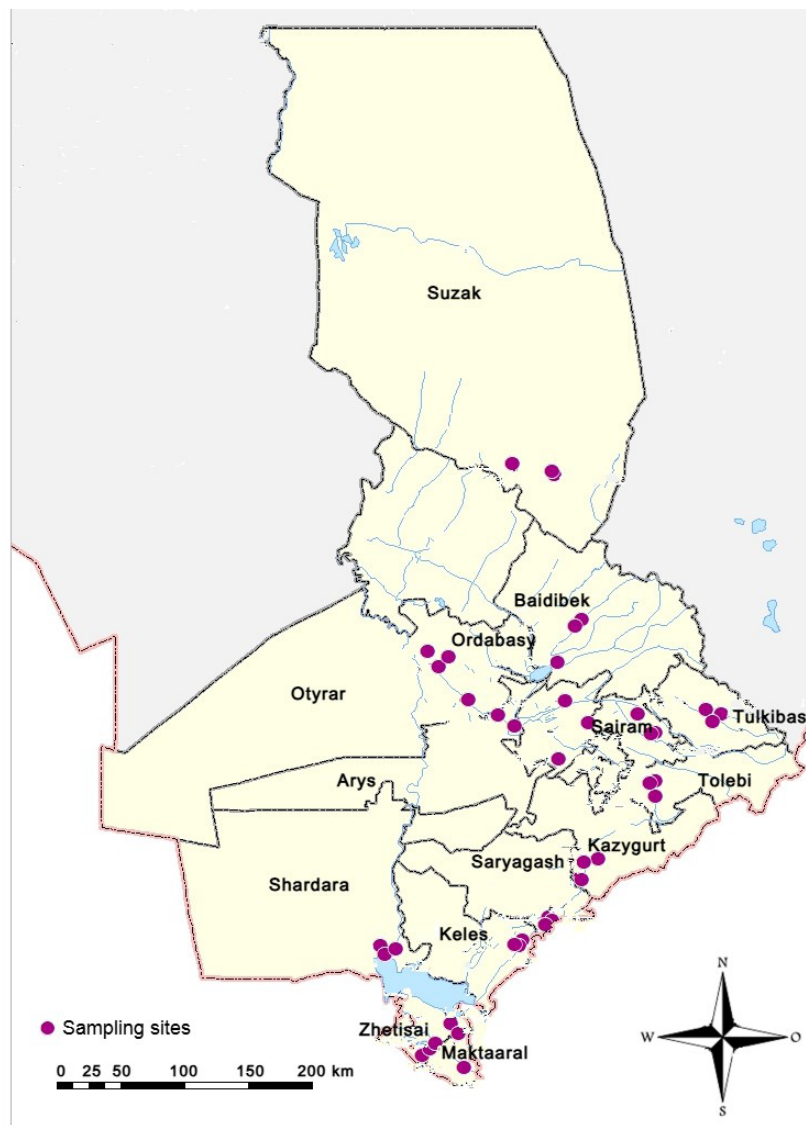 Suzak
Baidibek
Ordabasy
Otyrar
Tulkibas
Sairam
Arys
Tolebi
Kazygurt
Saryagash
Shardara
Keles
N
Sampling sites
Zhetisai
W
O
Maktaaral
0 25 50 100 150 200 km
S